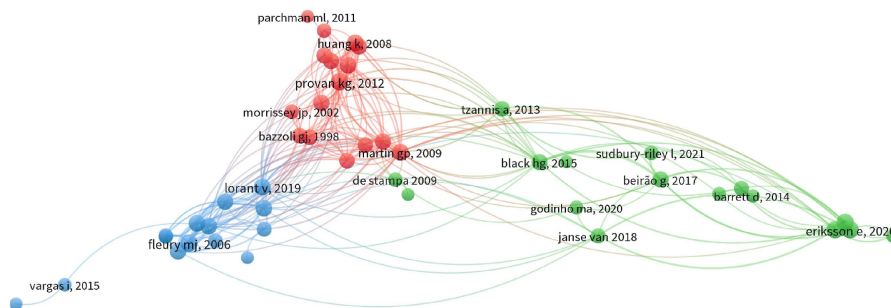 parchman ml, 2011
huang k, 2008
provan kg, 2012
morrissey jp, 2002
tzannis a, 2013
bazzoli gj, 1998
martin gp, 2009
sudbury-riley l, 2021
black hg, 2015
de stampa 2009
beirão g, 2017
lorant v, 2019
barrett d, 2014
godinho ma, 2020
eriksson e, 2020
janse van 2018
fleury mj, 2006
vargas i, 2015